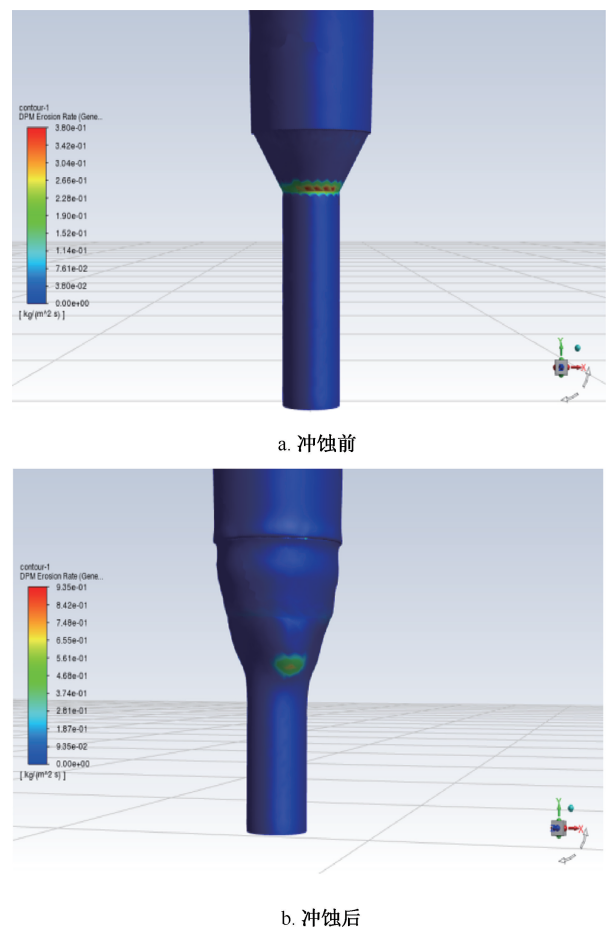 contour-1
DPM Erosion Rate (Gene...
3.80e-01
3.42e-01
3.04e-01
2.66e-01
2.28e-01
1.90e-01
1.52e-01
1.14e-01
7.61e-02
3.80e-02
0.00e+00
[ kg/(m^2 s) ]
Y
X
a. 冲蚀前
contour-1
DPM Erosion Rate (Gene...
9.35e-01
8.42e-01
7.48e-01
6.55e-01
5.61e-01
4.68e-01
3.74e-01
2.81e-01
1.87e-01
9.35e-02
0.00e+00
[ kg/(m^2 s) ]
Y
X
b. 冲蚀后